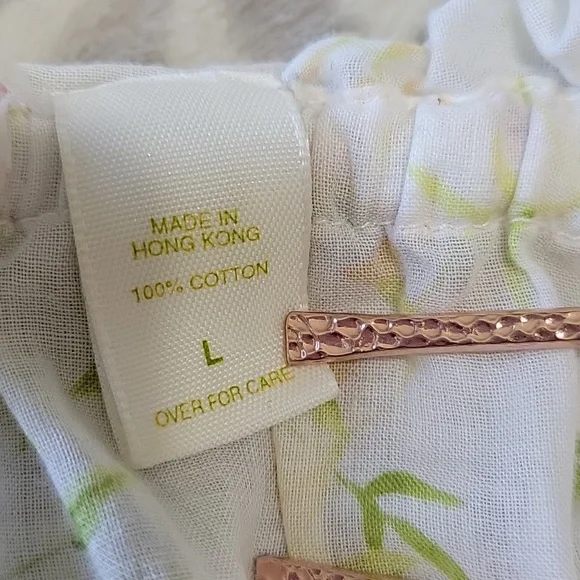 MADE IN
HONG KONG
100% COTTON
L
OVER FOR CARE